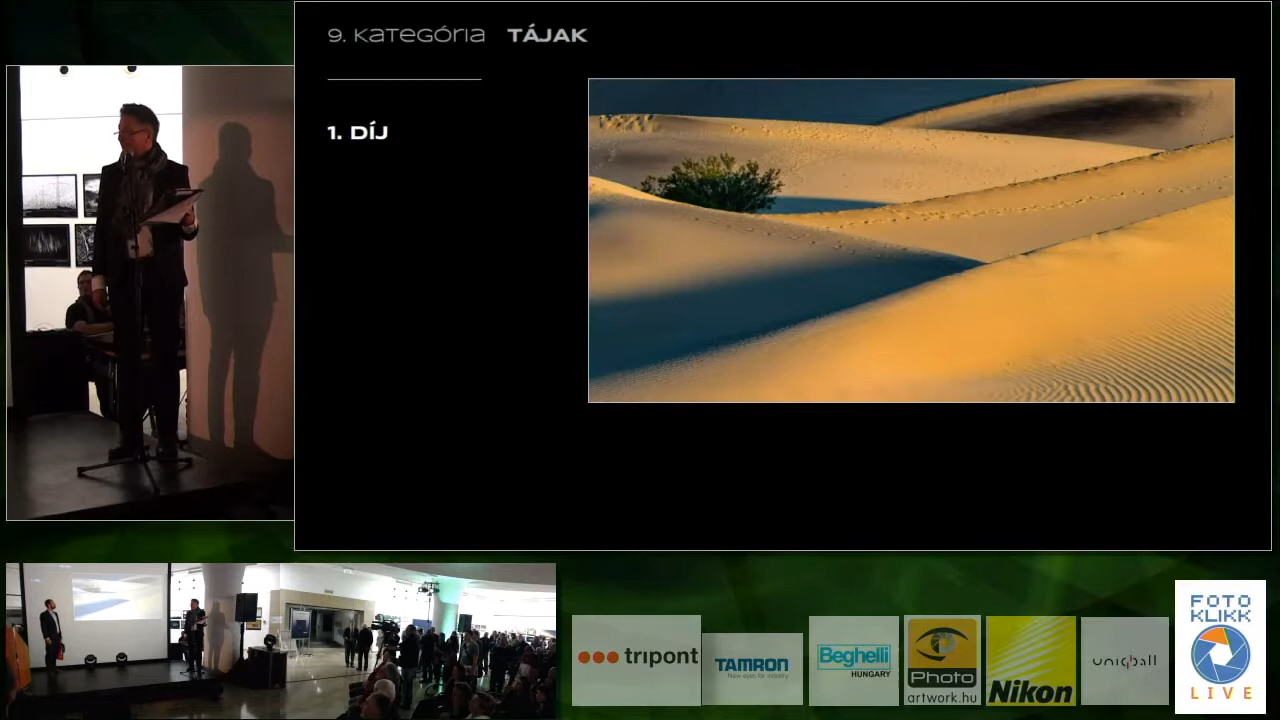 9. Kategória TÁJAK
1. DÍJ
tripont
TAMRON
New eyes for industry
Beghelli
HUNGARY
Photo
artwork.hu
Nikon
uniqball
FOTO
KLIKK
LIVE